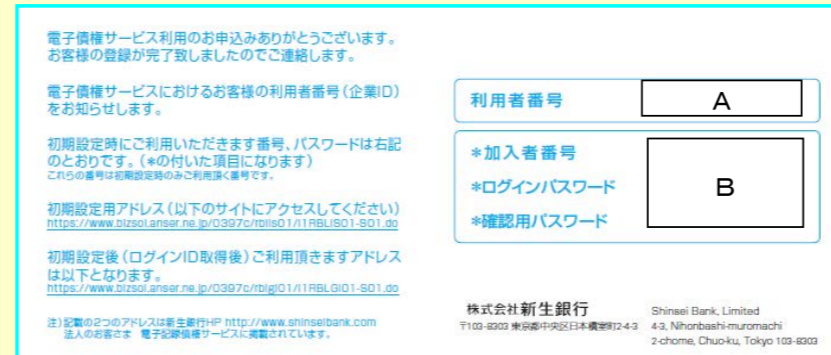 電子債権サービス利用のお申込みありがとうございます。
お客様の登録が完了致しましたのでご連絡します。
電子債権サービスにおけるお客様の利用者番号(企業ID)
をお知らせします。
初期設定時にご利用いただきます番号、パスワードは右記
のとおりです。(*の付いた項目になります)
これらの番号は初期設定時のみご利用頂く番号です。
初期設定用アドレス(以下のサイトにアクセスしてください)
https://www.bizsol.anser.ne.jp/0397c/rblis01/I1RBLIS01-S01.do
初期設定後(ログインID取得後)ご利用頂きますアドレス
は以下となります。
https://www.bizsol.anser.ne.jp/0397c/rblgi01/I1RBLGI01-S01.do
注)記載の2つのアドレスは新生銀行HP http://www.shinseibank.com
法人のお客さま 電子記録債権サービスに掲載されています。
利用者番号 A
*加入者番号
*ログインパスワード
*確認用パスワード
B
株式会社新生銀行
〒103-8303 東京都中央区日本橋室町2-4-3
Shinsei Bank, Limited
4-3, Nihonbashi-muromachi
2-chome, Chuo-ku, Tokyo 103-8303